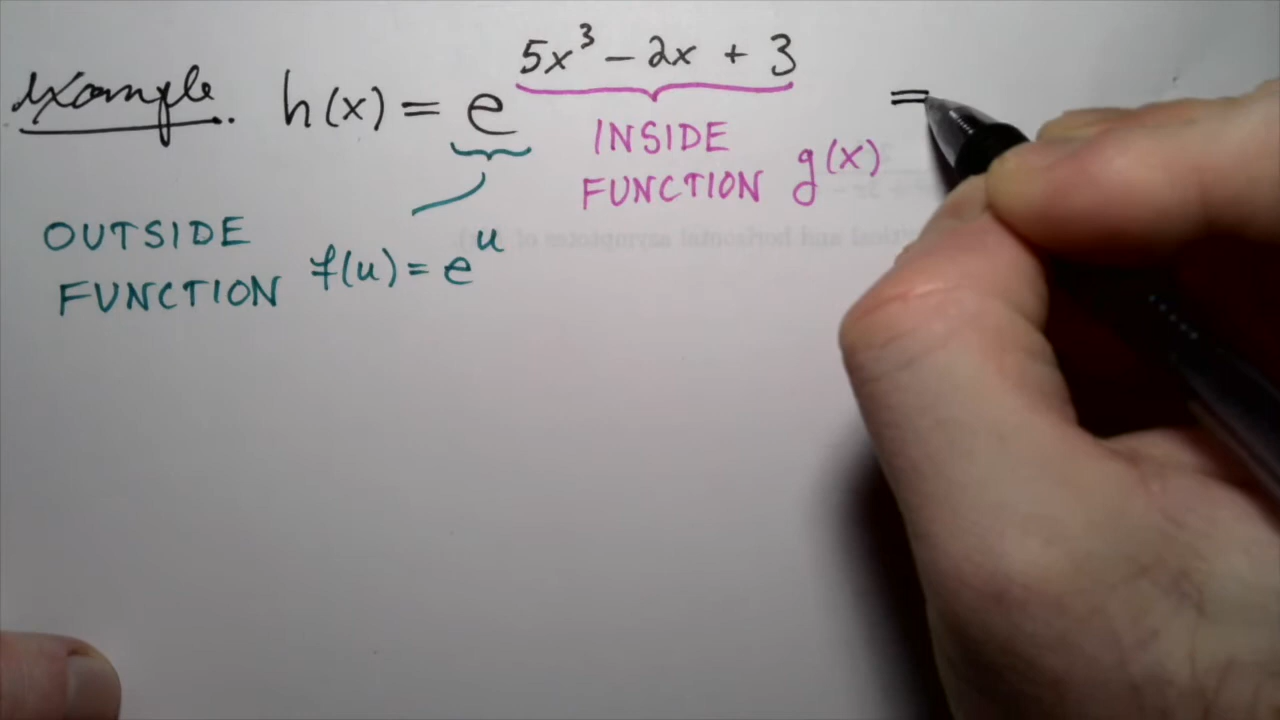 example. h(x) = e^{5x³ - 2x + 3} =
INSIDE
FUNCTION g(x)
OUTSIDE
FUNCTION f(u) = e^u